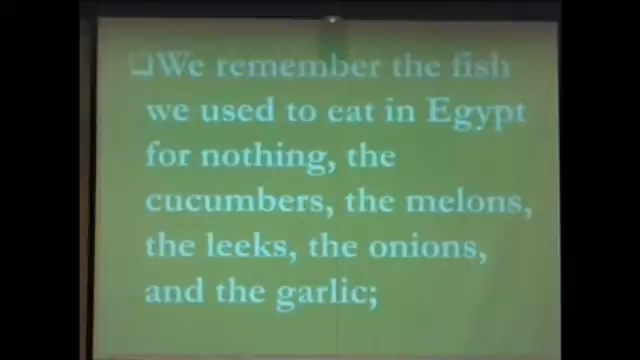 ❑We remember the fish
we used to eat in Egypt
for nothing, the
cucumbers, the melons,
the leeks, the onions,
and the garlic;